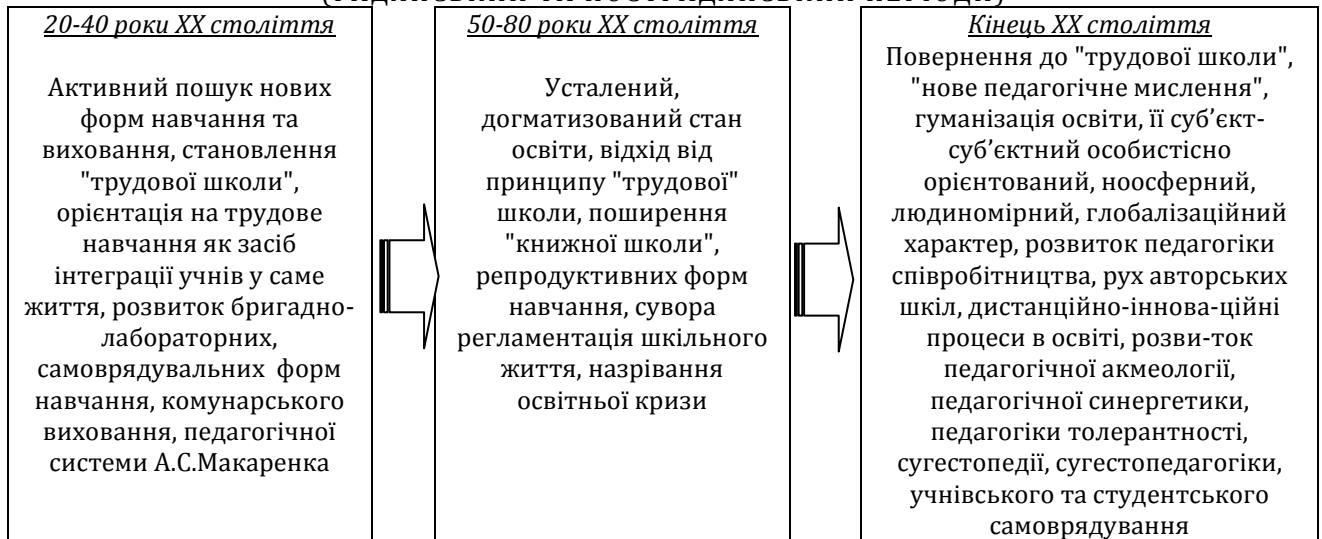 20-40 роки ХХ століття
Активний пошук нових
форм навчання та
виховання, становлення
"трудової школи",
орієнтація на трудове
навчання як засіб
інтеграції учнів у саме
життя, розвиток бригадно-
лабораторних,
самоврядувальних форм
навчання, комунарського
виховання, педагогічної
системи А.С.Макаренка
50-80 роки ХХ століття
Усталений,
догматизований стан
освіти, відхід від
принципу "трудової"
школи, поширення
"книжної школи",
репродуктивних форм
навчання, сувора
регламентація шкільного
життя, назрівання
освітньої кризи
Кінець ХХ століття
Повернення до "трудової школи",
"нове педагогічне мислення",
гуманізація освіти, її суб’єкт-
суб’єктний особистісно
орієнтований, ноосферний,
людиномірний, глобалізаційний
характер, розвиток педагогіки
співробітництва, рух авторських
шкіл, дистанційно-іннова-ційні
процеси в освіті, розви-ток
педагогічної акмеології,
педагогічної синергетики,
педагогіки толерантності,
сугестопедії, сугестопедагогіки,
учнівського та студентського
самоврядування